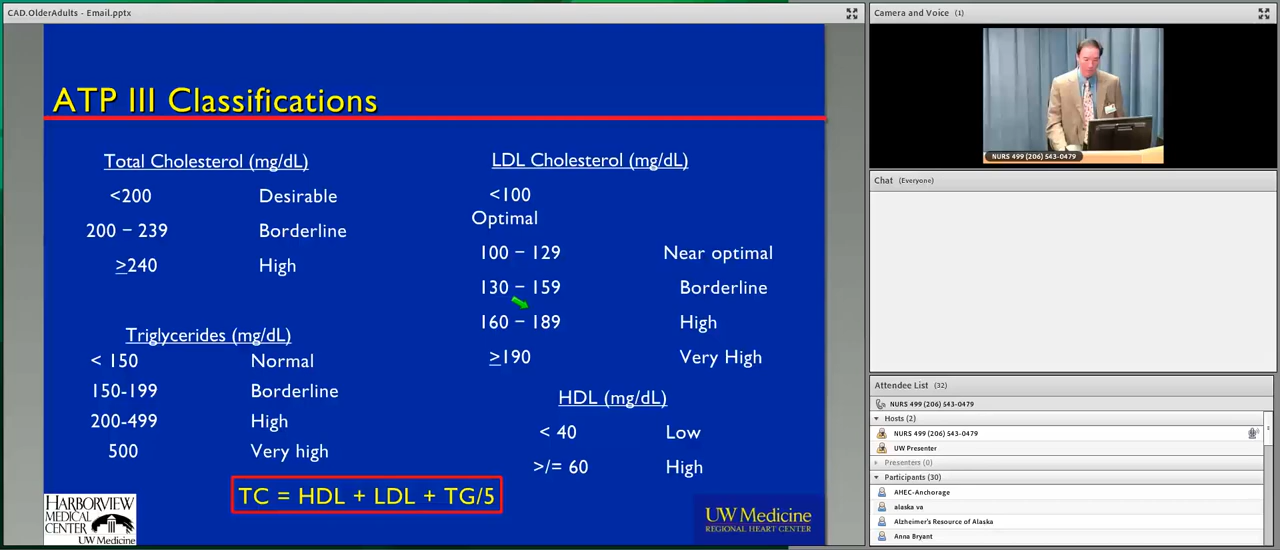 CAD.OlderAdults - Email.pptx
ATP III Classifications
Total Cholesterol (mg/dL)
<200 Desirable
200 – 239 Borderline
≥240 High
Triglycerides (mg/dL)
< 150 Normal
150-199 Borderline
200-499 High
500 Very high
LDL Cholesterol (mg/dL)
<100
Optimal
100 – 129 Near optimal
130 – 159 Borderline
160 – 189 High
≥190 Very High
HDL (mg/dL)
< 40 Low
>/= 60 High
TC = HDL + LDL + TG/5
HARBORVIEW
MEDICAL
CENTER
UW Medicine
UW Medicine
REGIONAL HEART CENTER
Camera and Voice (1)
NURS 499 (206) 543-0479
Chat (Everyone)
Attendee List (32)
NURS 499 (206) 543-0479
Hosts (2)
NURS 499 (206) 543-0479
UW Presenter
Presenters (0)
Participants (30)
AHEC-Anchorage
alaska va
Alzheimer's Resource of Alaska
Anna Bryant